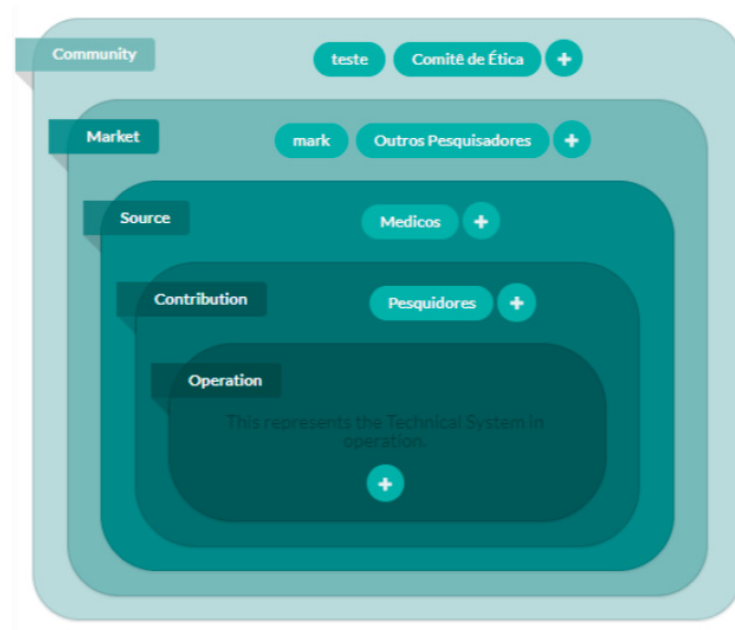 Community
teste
Comitê de Ética
+
Market
mark
Outros Pesquisadores
+
Source
Medicos
+
Contribution
Pesquidores
+
Operation
This represents the Technical System in
operation.
+